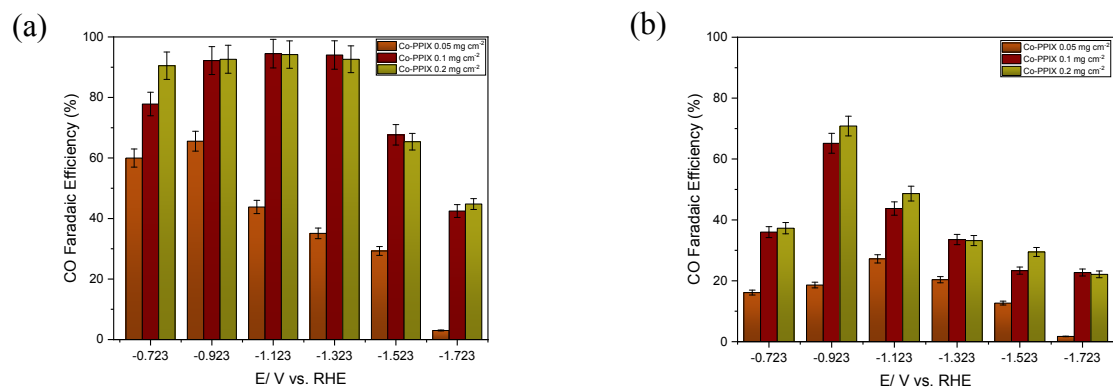 (a)
100
80
60
40
20
0
CO Faradaic Efficiency (%)
Co-PPIX 0.05 mg cm⁻²
Co-PPIX 0.1 mg cm⁻²
Co-PPIX 0.2 mg cm⁻²
-0.723 -0.923 -1.123 -1.323 -1.523 -1.723
E/ V vs. RHE
(b)
100
80
60
40
20
0
CO Faradaic Efficiency (%)
Co-PPIX 0.05 mg cm⁻²
Co-PPIX 0.1 mg cm⁻²
Co-PPIX 0.2 mg cm⁻²
-0.723 -0.923 -1.123 -1.323 -1.523 -1.723
E/ V vs. RHE